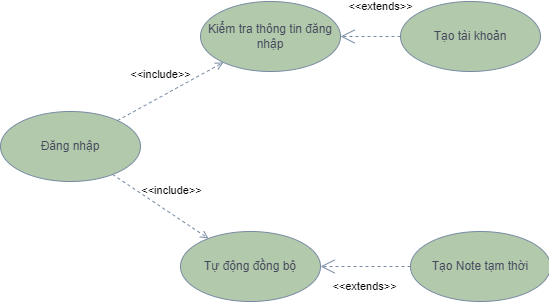 <<extends>>
Kiểm tra thông tin đăng
nhập
Tạo tài khoản
<<include>>
Đăng nhập
<<include>>
Tự động đồng bộ
Tạo Note tạm thời
<<extends>>